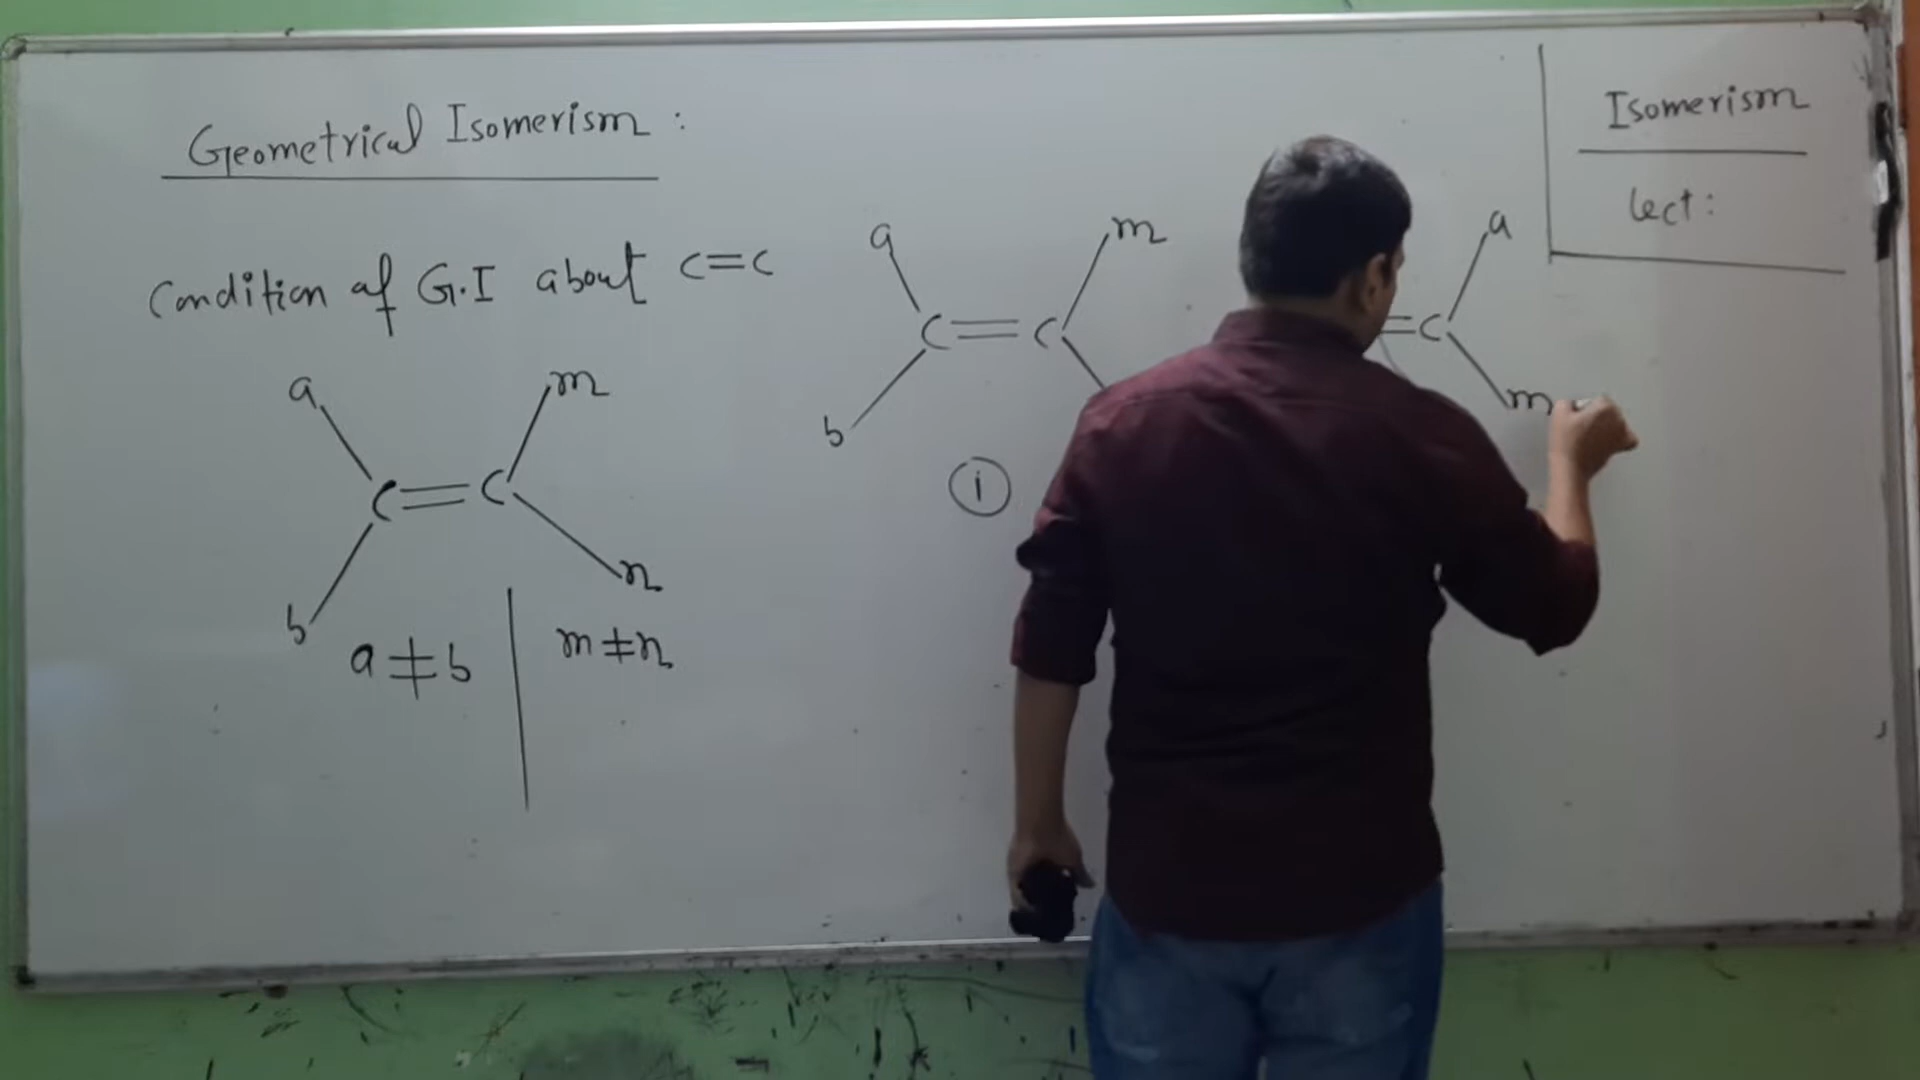 Geometrical Isomerism :
Condition of G.I about C=C
a m
C=C
b n
a ≠ b | m ≠ n
a m
C=C
b
i
a
=C
m
Isomerism
Lect: